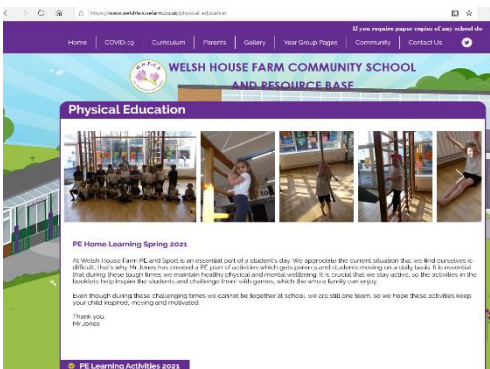 https://www.welshhousefarm.co.uk/physical-education
If you require paper copies of any school do
Home COVID-19 Curriculum Parents Gallery Year Group Pages Community Contact Us
WELSH HOUSE FARM COMMUNITY SCHOOL
AND RESOURCE BASE
Physical Education
PE Home Learning Spring 2021
At Welsh House Farm PE and Sport is an essential part of a student's day. We appreciate the current situation that we find ourselves is
difficult, that's why Mr Jones has created a PE plan of activities which gets parents and students moving on a daily basis. It is essential
that during these tough times we maintain healthy physical and mental wellbeing. It is crucial that we stay active, so the activities in the
booklets help inspire the students and challenge them with games, which the whole family can enjoy.
Even though during these challenging times we cannot be together at school, we are still one team, so we hope these activities keep
your child inspired, moving and motivated.
Thank you,
Mr Jones
PE Learning Activities 2021